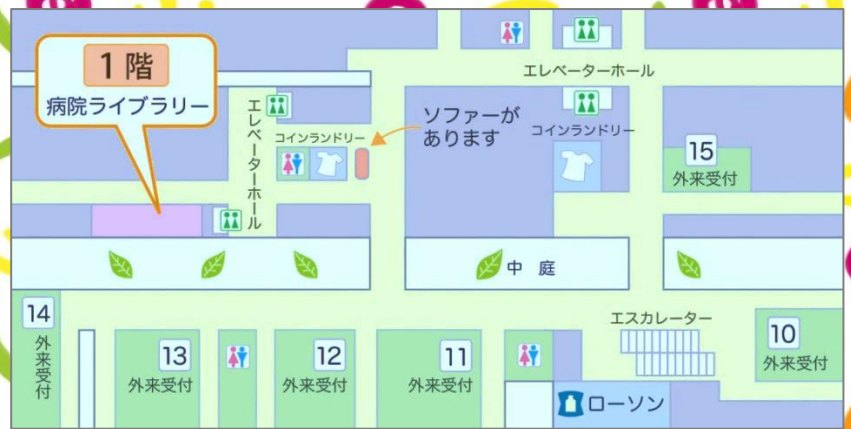 1階
病院ライブラリー
エレベーターホール
コインランドリー
ソファーが
あります
エレベーターホール
コインランドリー
15
外来受付
中庭
14
外来受付
13
外来受付
12
外来受付
11
外来受付
エスカレーター
10
外来受付
ローソン